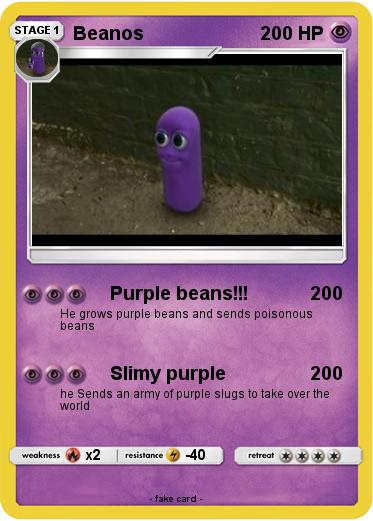 STAGE 1 Beanos 200 HP
Purple beans!!! 200
He grows purple beans and sends poisonous
beans
Slimy purple 200
he Sends an army of purple slugs to take over the
world
weakness x2 resistance -40 retreat
- fake card -